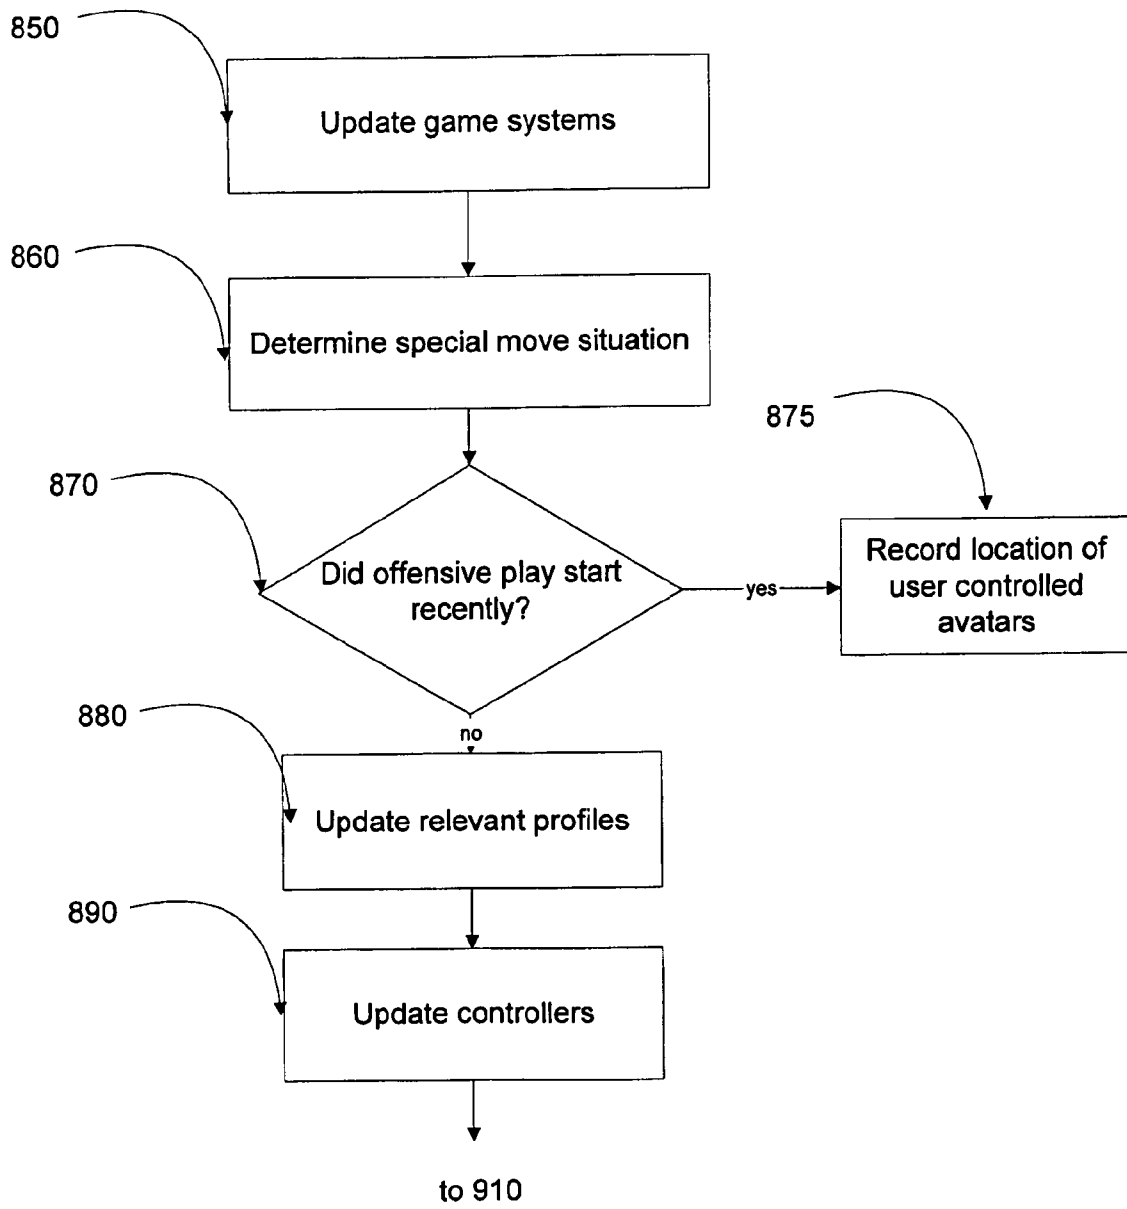 850
Update game systems
860
Determine special move situation
875
870
Did offensive play start
recently?
yes
Record location of
user controlled
avatars
no
880
Update relevant profiles
890
Update controllers
to 910